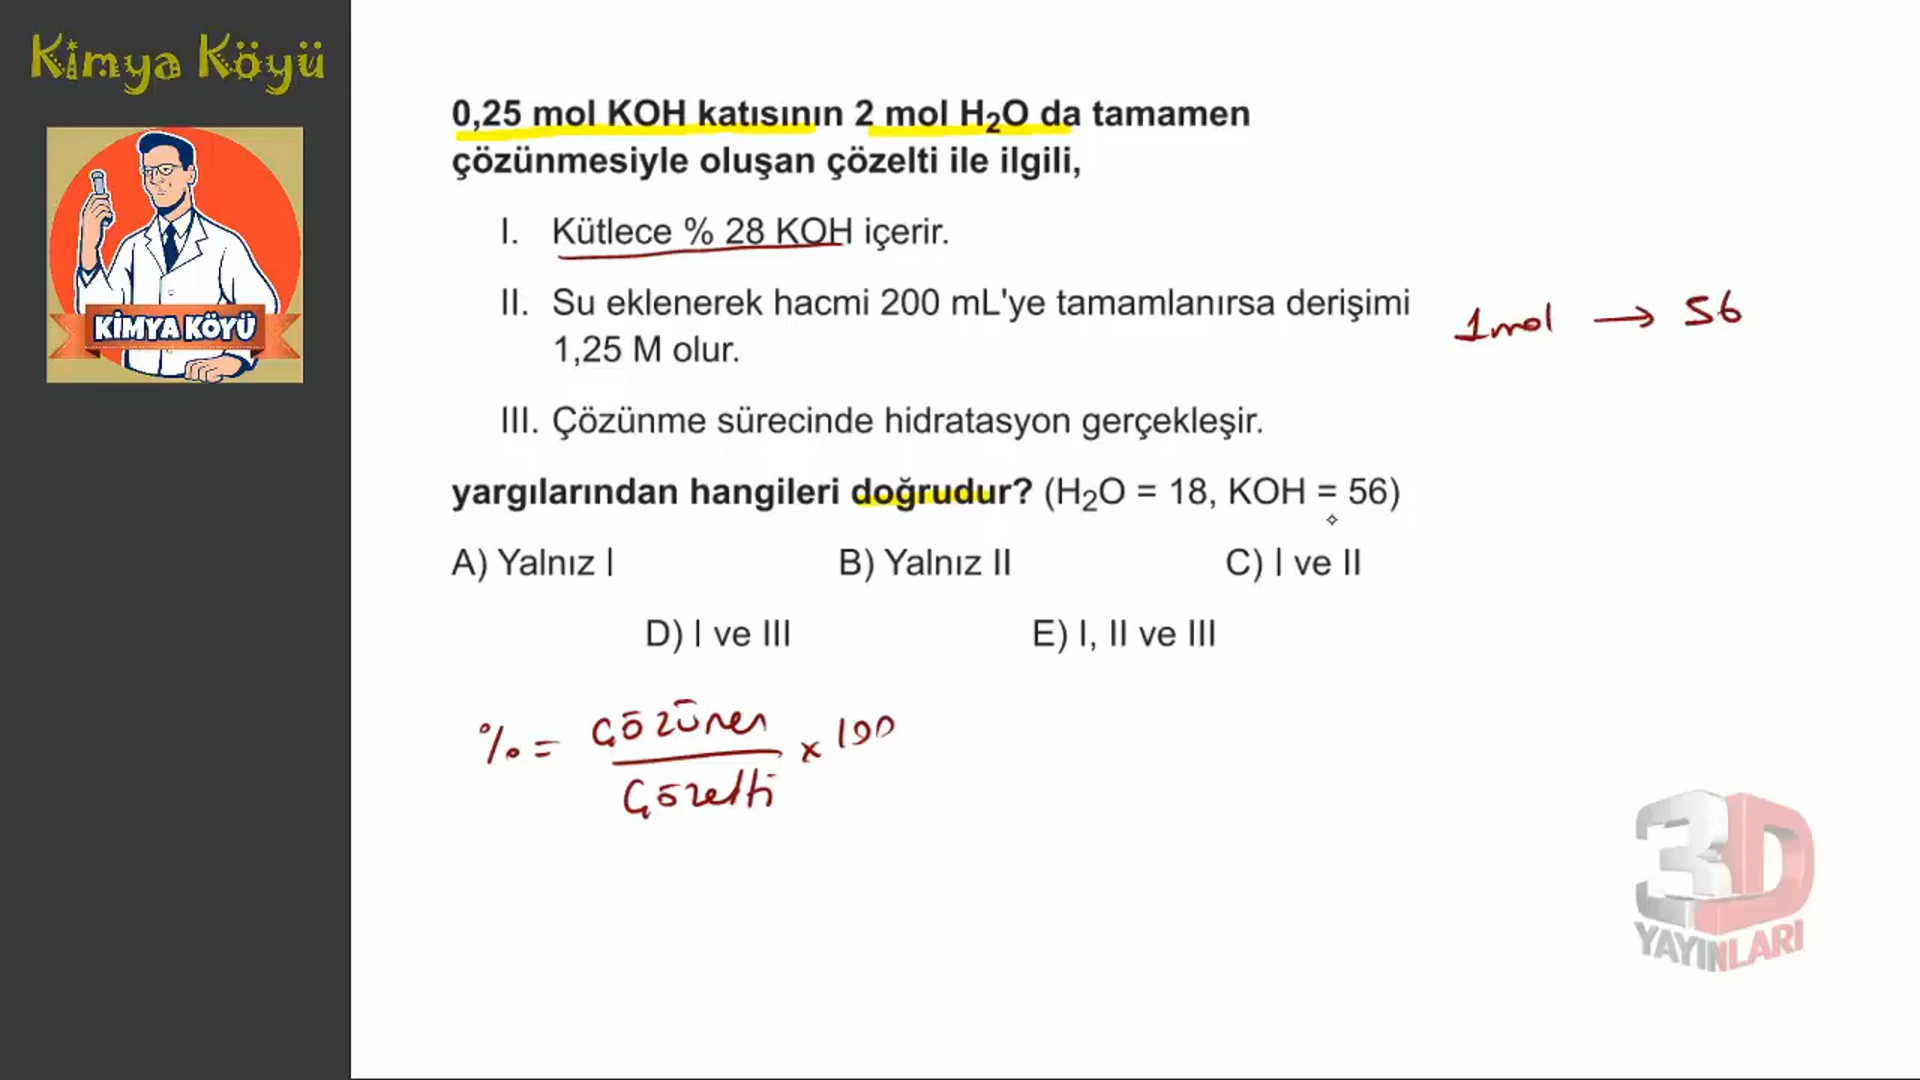 Kimya Köyü
KİMYA KÖYÜ
0,25 mol KOH katısının 2 mol H₂O da tamamen
çözünmesiyle oluşan çözelti ile ilgili,
I. Kütlece % 28 KOH içerir.
II. Su eklenerek hacmi 200 mL'ye tamamlanırsa derişimi
1,25 M olur.
1mol → 56
III. Çözünme sürecinde hidratasyon gerçekleşir.
yargılarından hangileri doğrudur? (H₂O = 18, KOH = 56)
A) Yalnız I B) Yalnız II C) I ve II
D) I ve III E) I, II ve III
% = çözünen x 100
çözelti
3D
YAYINLARI